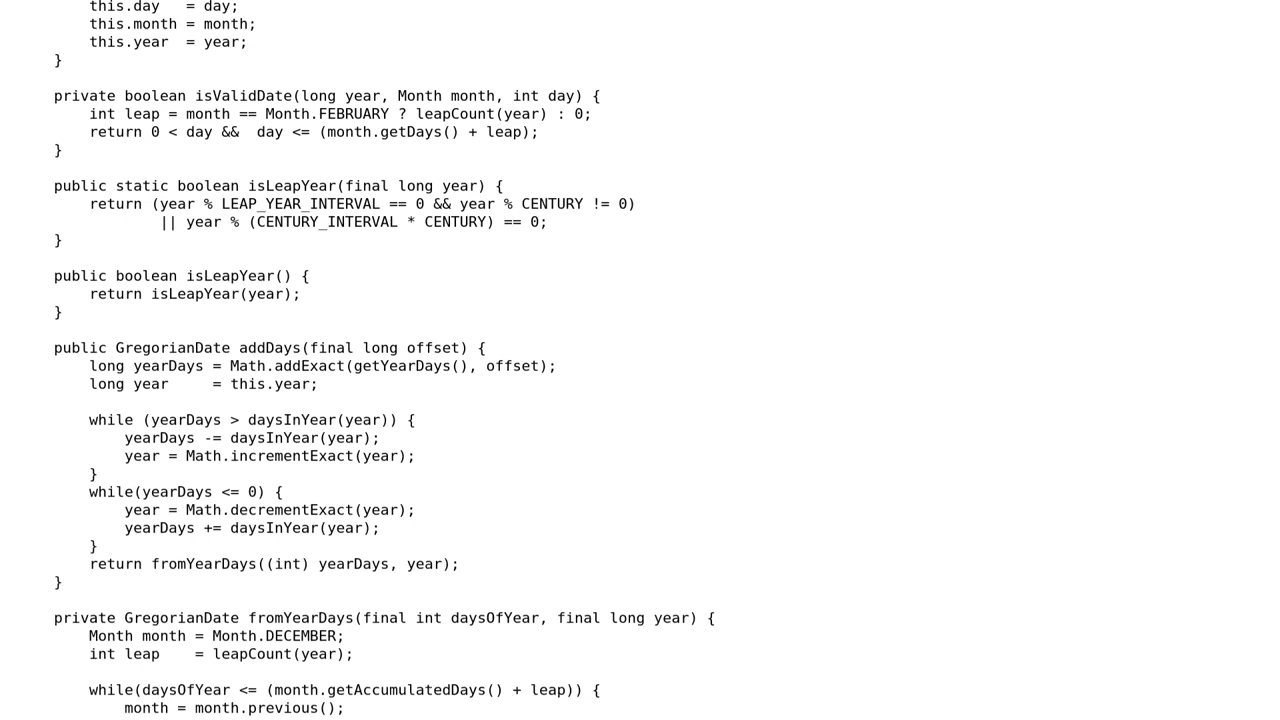 this.day   = day;
this.month = month;
this.year  = year;
}
private boolean isValidDate(long year, Month month, int day) {
int leap = month == Month.FEBRUARY ? leapCount(year) : 0;
return 0 < day &&  day <= (month.getDays() + leap);
}
public static boolean isLeapYear(final long year) {
return (year % LEAP_YEAR_INTERVAL == 0 && year % CENTURY != 0)
|| year % (CENTURY_INTERVAL * CENTURY) == 0;
}
public boolean isLeapYear() {
return isLeapYear(year);
}
public GregorianDate addDays(final long offset) {
long yearDays = Math.addExact(getYearDays(), offset);
long year     = this.year;
while (yearDays > daysInYear(year)) {
yearDays -= daysInYear(year);
year = Math.incrementExact(year);
}
while(yearDays <= 0) {
year = Math.decrementExact(year);
yearDays += daysInYear(year);
}
return fromYearDays((int) yearDays, year);
}
private GregorianDate fromYearDays(final int daysOfYear, final long year) {
Month month = Month.DECEMBER;
int leap    = leapCount(year);
while(daysOfYear <= (month.getAccumulatedDays() + leap)) {
month = month.previous();